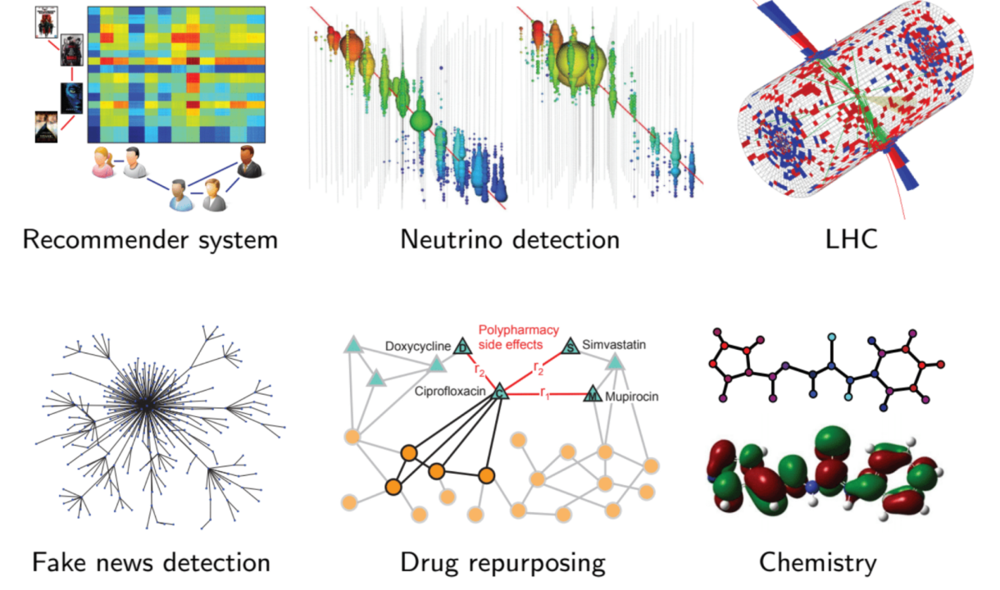 Recommender system
Neutrino detection
LHC
Polypharmacy
side effects
Doxycycline
D
S
Simvastatin
r2
r2
Ciprofloxacin
C
r1
M
Mupirocin
Fake news detection
Drug repurposing
Chemistry